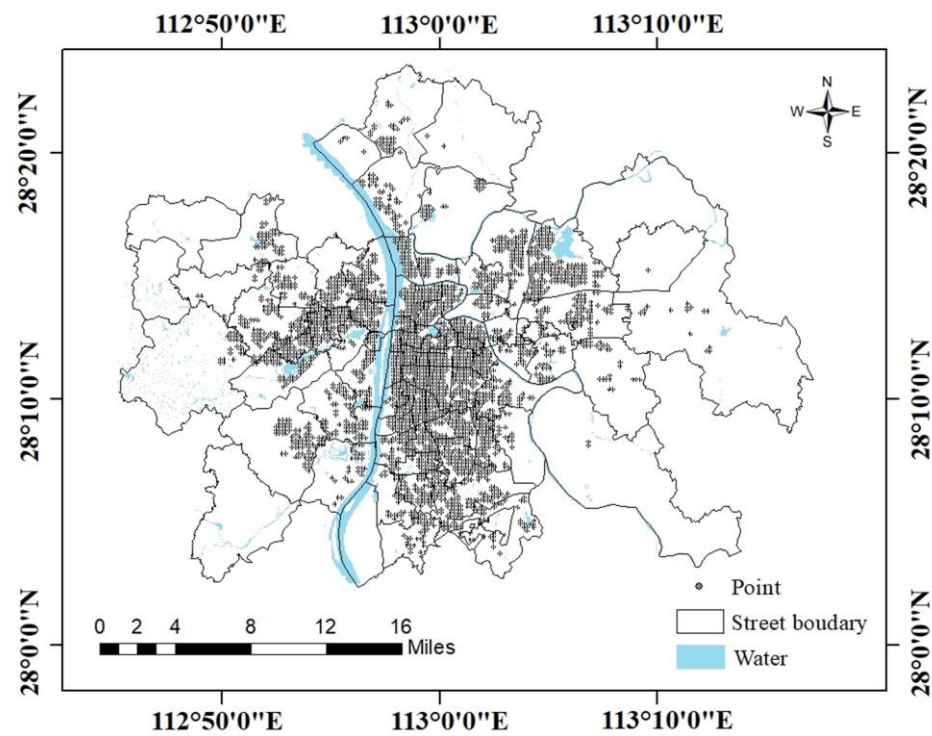 112°50'0"E 113°0'0"E 113°10'0"E
N
W E
S
28°20'0"N 28°20'0"N
28°10'0"N 28°10'0"N
28°0'0"N 28°0'0"N
Point
Street boudary
Water
0 2 4 8 12 16
Miles
112°50'0"E 113°0'0"E 113°10'0"E